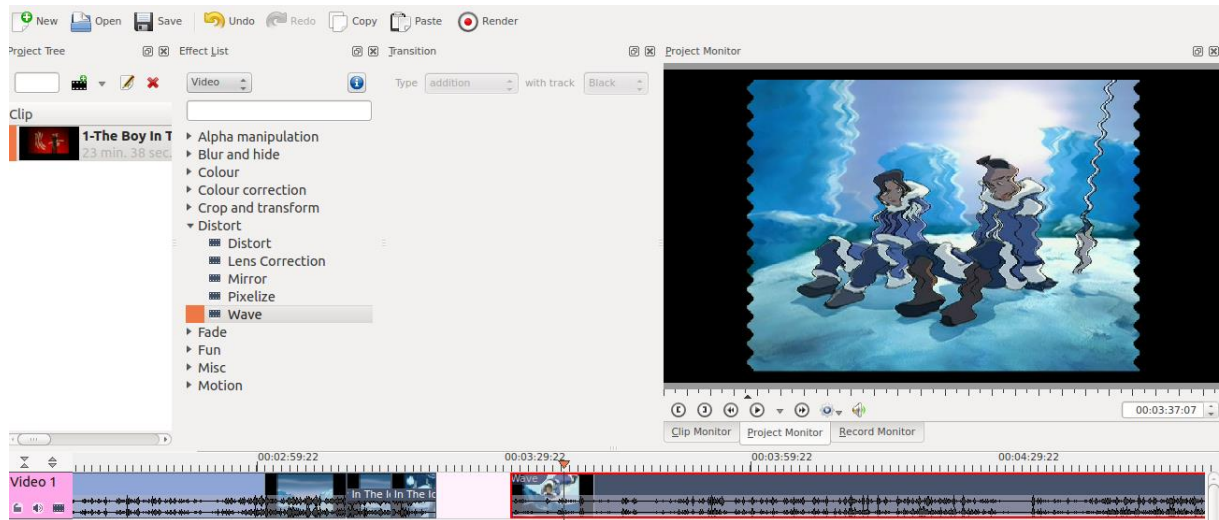 New Open Save Undo Redo Copy Paste Render
Project Tree
Effect List
Transition
Project Monitor
Video
Type addition with track Black
Clip
1-The Boy In T
23 min. 38 sec.
Alpha manipulation
Blur and hide
Colour
Colour correction
Crop and transform
Distort
Distort
Lens Correction
Mirror
Pixelize
Wave
Fade
Fun
Misc
Motion
00:03:37:07
Clip Monitor Project Monitor Record Monitor
00:02:59:22 00:03:29:22 00:03:59:22 00:04:29:22
Video 1
In The In The Ic
Wave